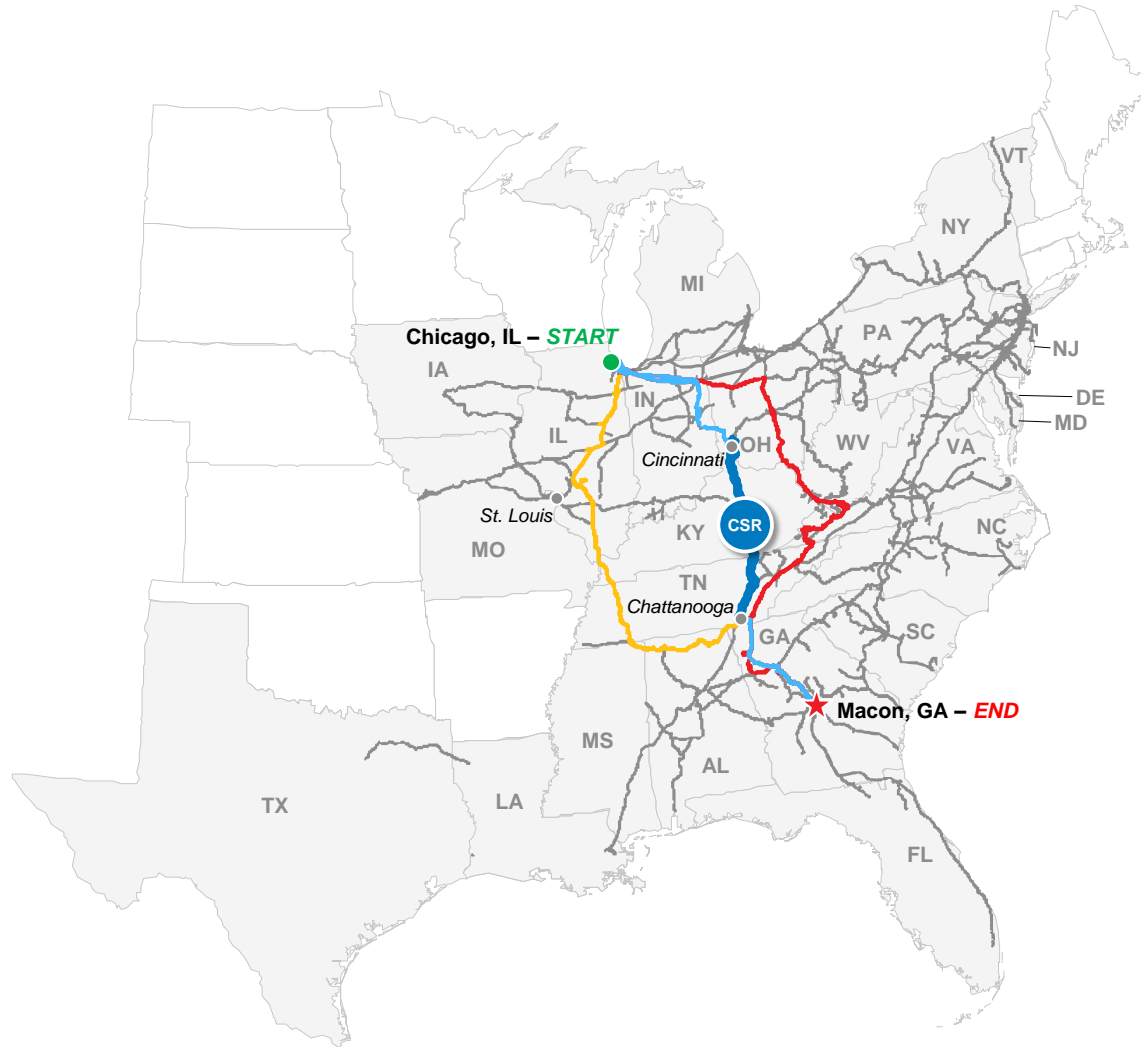 VT
NY
MI
Chicago, IL – START
PA
NJ
IA
IN
DE
IL
OH
WV
MD
VA
Cincinnati
St. Louis
CSR
KY
NC
MO
TN
Chattanooga
GA
SC
Macon, GA – END
MS
AL
TX
LA
FL